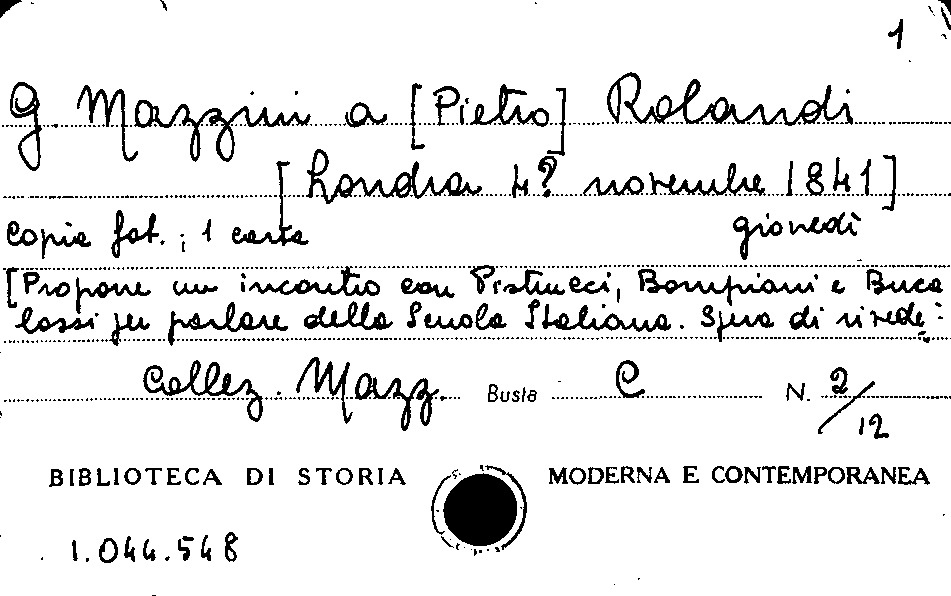 1
G. Mazzini a [Pietro] Rolandi
[Londra 4? novembre 1841]
Copia fot. ; 1 carta giovedì
[Propone un incontro con Pistrucci, Bompiani e Buca
lossi per parlare della Scuola Italiana. Spera di rivede-
Collez. Mazz. Busta C N. 2/12
BIBLIOTECA DI STORIA MODERNA E CONTEMPORANEA
1.044.548